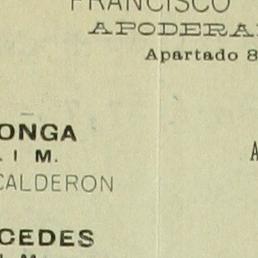 FRANCISCO
APODERA
Apartado 8
ONGA
. I M.
A
CALDERON
CEDES